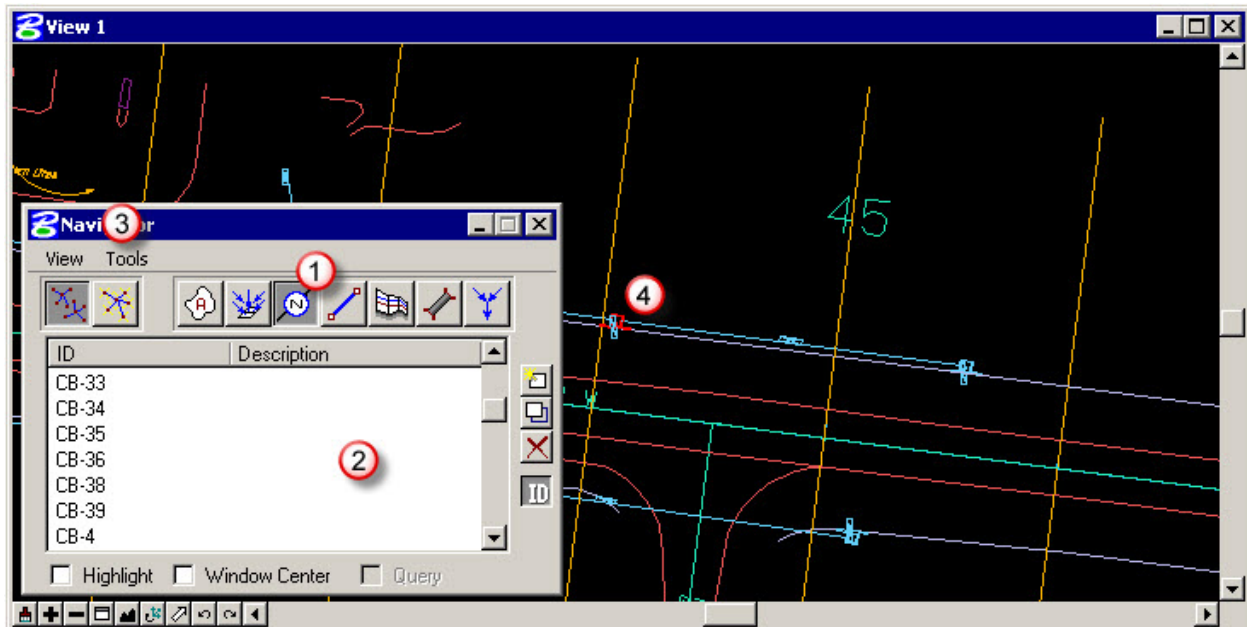 View 1
45
Navi 3 or
View Tools
1
A
N
4
ID Description
CB-33
CB-34
CB-35
CB-36
CB-38
CB-39
CB-4
2
ID
Highlight Window Center Query